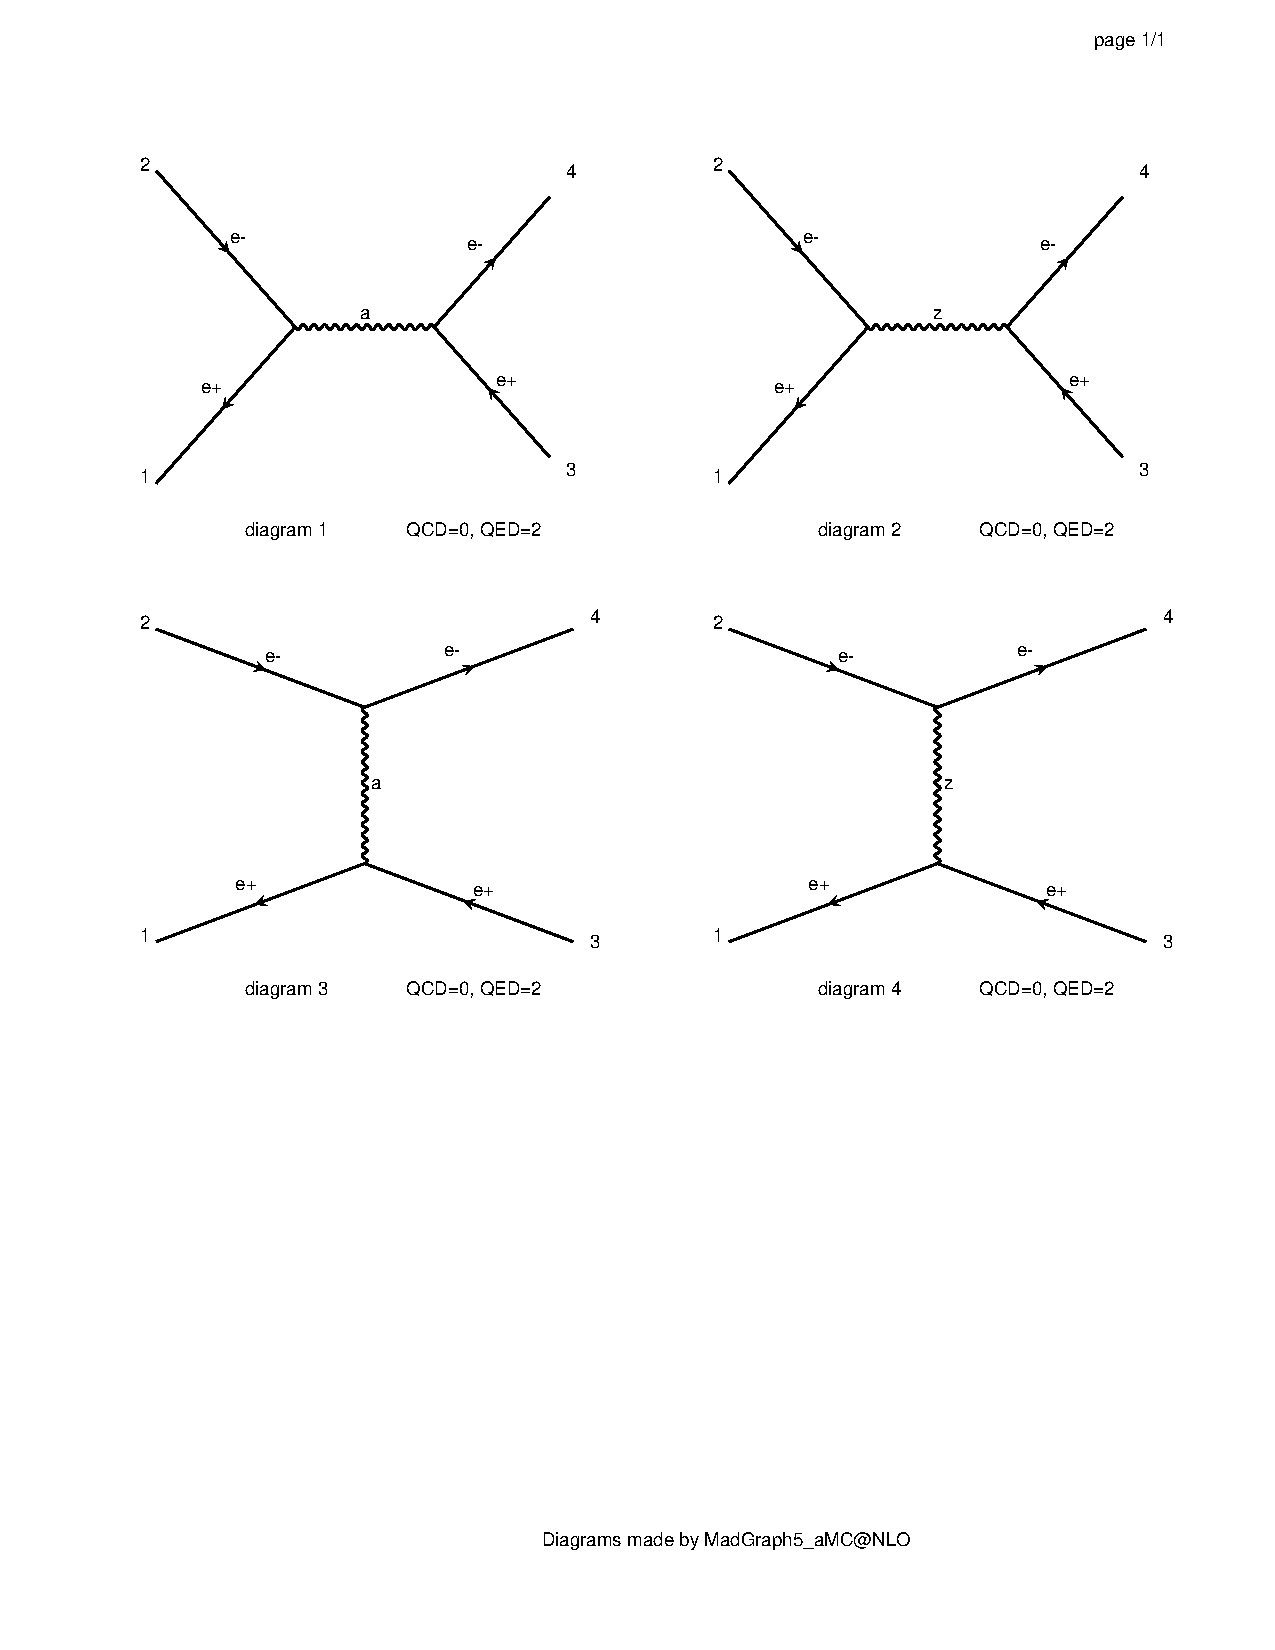 page 1/1
2
4
e-
e-
a
e+
e+
1
3
diagram 1 QCD=0, QED=2
2
4
e-
e-
z
e+
e+
1
3
diagram 2 QCD=0, QED=2
2
4
e-
e-
a
e+
e+
1
3
diagram 3 QCD=0, QED=2
2
4
e-
e-
z
e+
e+
1
3
diagram 4 QCD=0, QED=2
Diagrams made by MadGraph5_aMC@NLO